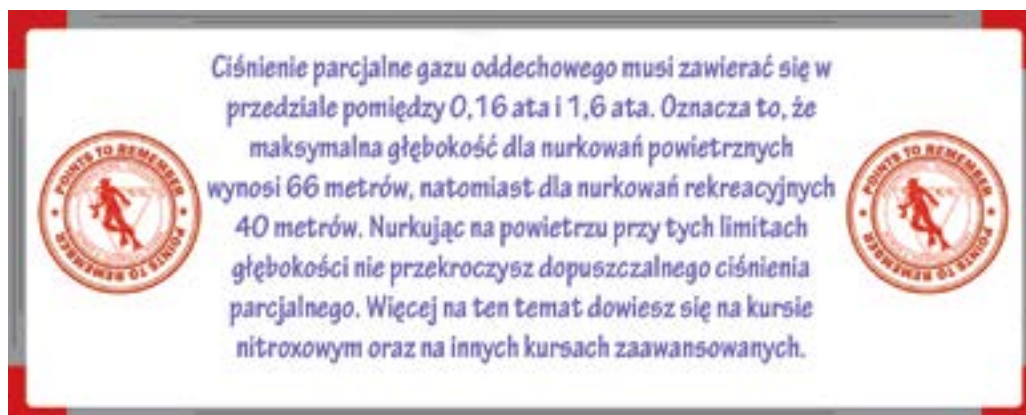 Ciśnienie parcjalne gazu oddechowego musi zawierać się w
przedziale pomiędzy 0,16 ata i 1,6 ata. Oznacza to, że
maksymalna głębokość dla nurkowań powietrznych
wynosi 66 metrów, natomiast dla nurkowań rekreacyjnych
40 metrów. Nurkując na powietrzu przy tych limitach
głębokości nie przekroczysz dopuszczalnego ciśnienia
parcjalnego. Więcej na ten temat dowiesz się na kursie
nitroxowym oraz na innych kursach zaawansowanych.
POINTS TO REMEMBER
POINTS TO REMEMBER
POINTS TO REMEMBER
POINTS TO REMEMBER